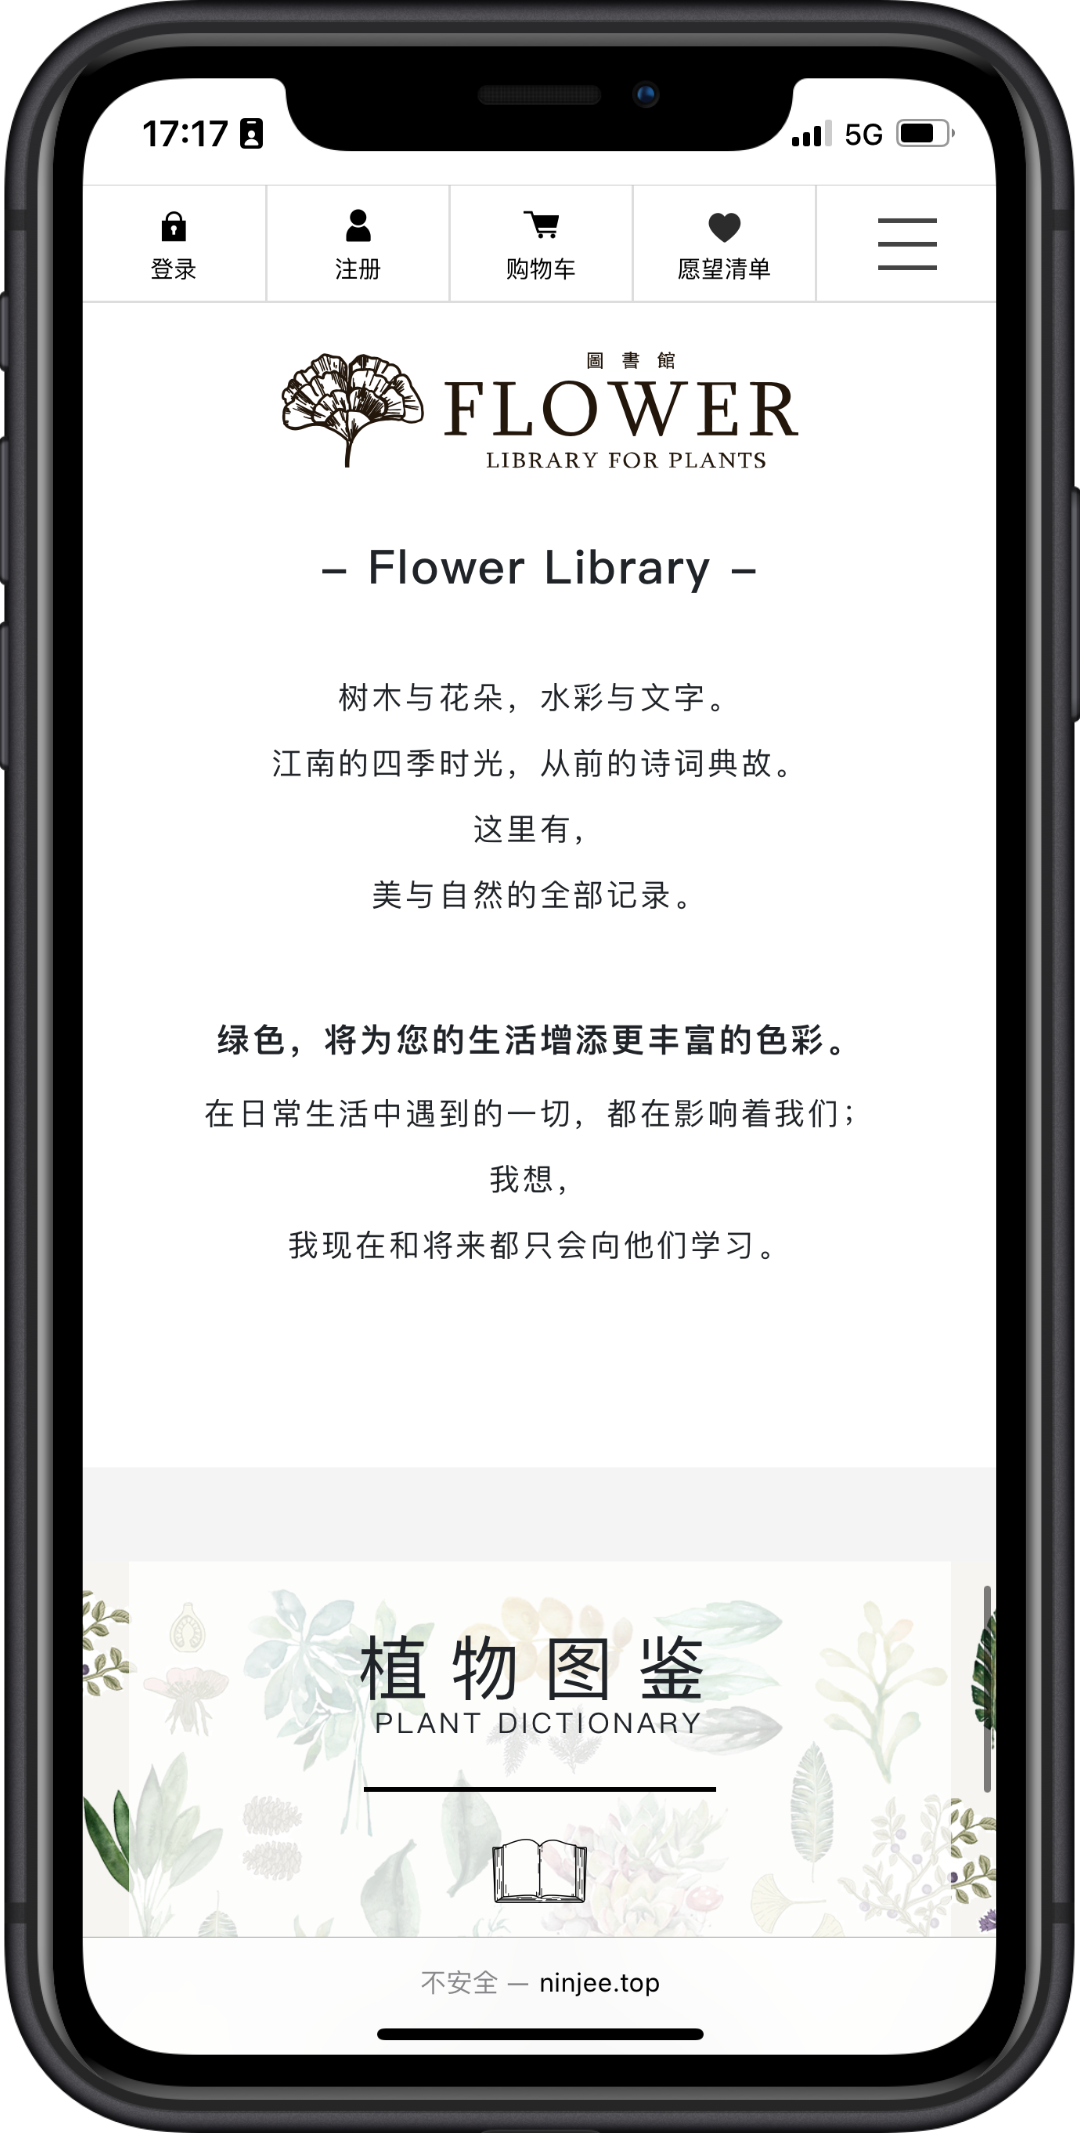 17:17
5G
登录
注册
购物车
愿望清单
圖書館
FLOWER
LIBRARY FOR PLANTS
– Flower Library –
树木与花朵，水彩与文字。
江南的四季时光，从前的诗词典故。
这里有，
美与自然的全部记录。
绿色，将为您的生活增添更丰富的色彩。
在日常生活中遇到的一切，都在影响着我们；
我想，
我现在和将来都只会向他们学习。
植物图鉴
PLANT DICTIONARY
不安全 — ninjee.top